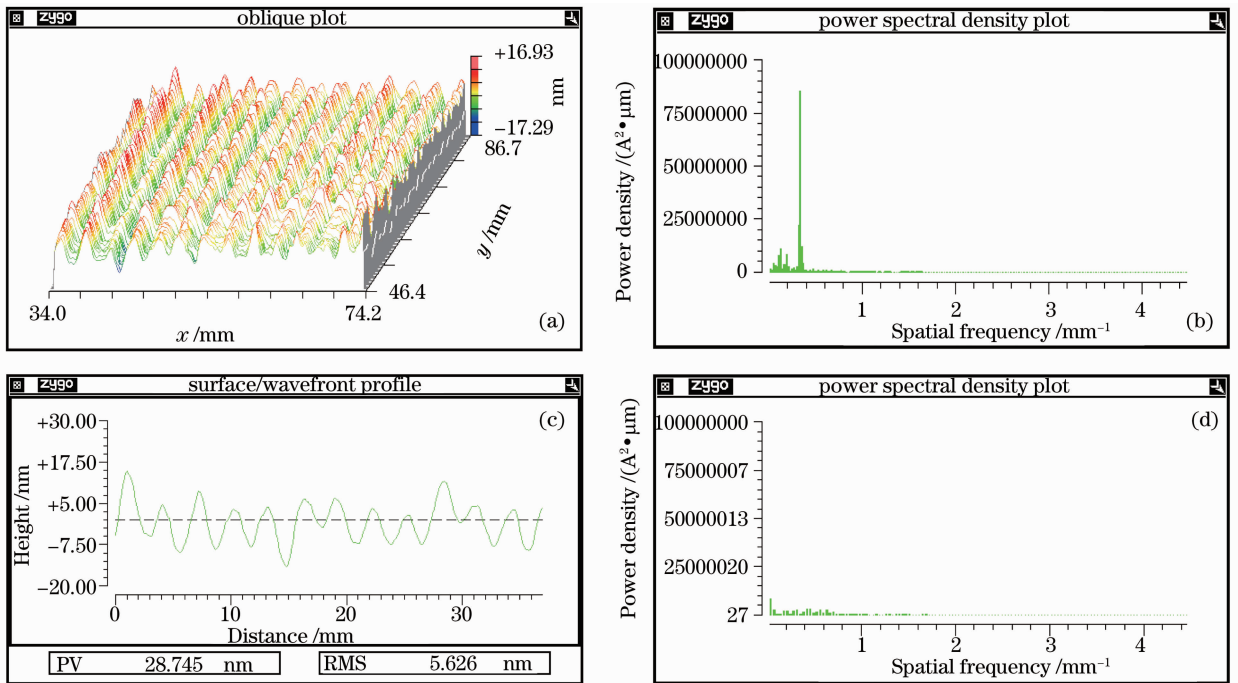 zygo
oblique plot
+16.93
nm
−17.29
86.7
y /mm
46.4
34.0
74.2
x /mm
(a)
zygo
power spectral density plot
100000000
75000000
50000000
25000000
0
Power density /(A²•μm)
1
2
3
4
Spatial frequency /mm⁻¹
(b)
zygo
surface/wavefront profile
(c)
+30.00
+17.50
+5.00
−7.50
−20.00
Height /nm
0
10
20
30
Distance /mm
PV 28.745 nm
RMS 5.626 nm
zygo
power spectral density plot
(d)
100000000
75000007
50000013
25000020
27
Power density /(A²•μm)
1
2
3
4
Spatial frequency /mm⁻¹